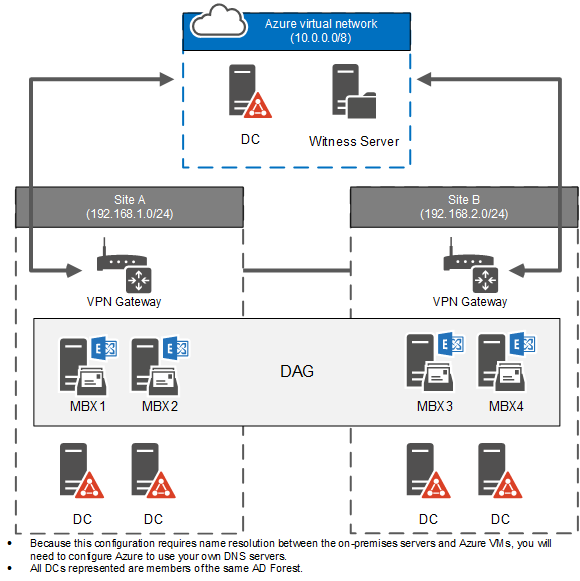 Azure virtual network
(10.0.0.0/8)
DC
Witness Server
Site A
(192.168.1.0/24)
Site B
(192.168.2.0/24)
VPN Gateway
VPN Gateway
DAG
MBX1
MBX2
MBX3
MBX4
DC
DC
DC
DC
• Because this configuration requires name resolution between the on-premises servers and Azure VMs, you will
need to configure Azure to use your own DNS servers.
• All DCs represented are members of the same AD Forest.